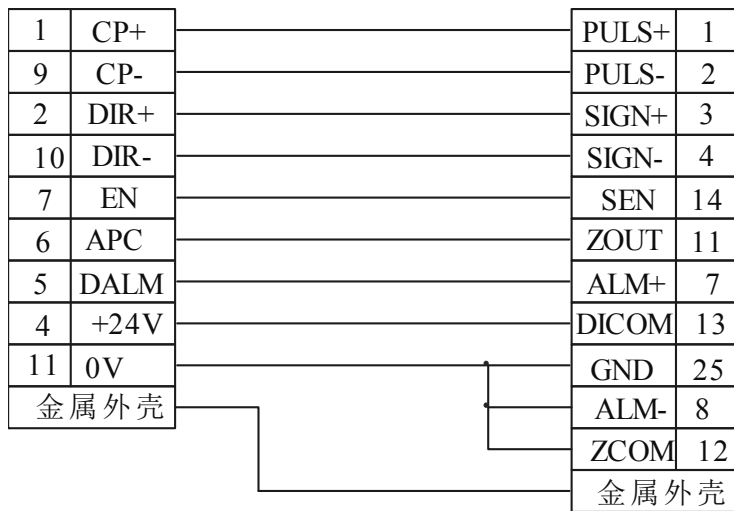 1 CP+ PULS+ 1
9 CP- PULS- 2
2 DIR+ SIGN+ 3
10 DIR- SIGN- 4
7 EN SEN 14
6 APC ZOUT 11
5 DALM ALM+ 7
4 +24V DICOM 13
11 0V GND 25
金属外壳 ALM- 8
ZCOM 12
金属外壳